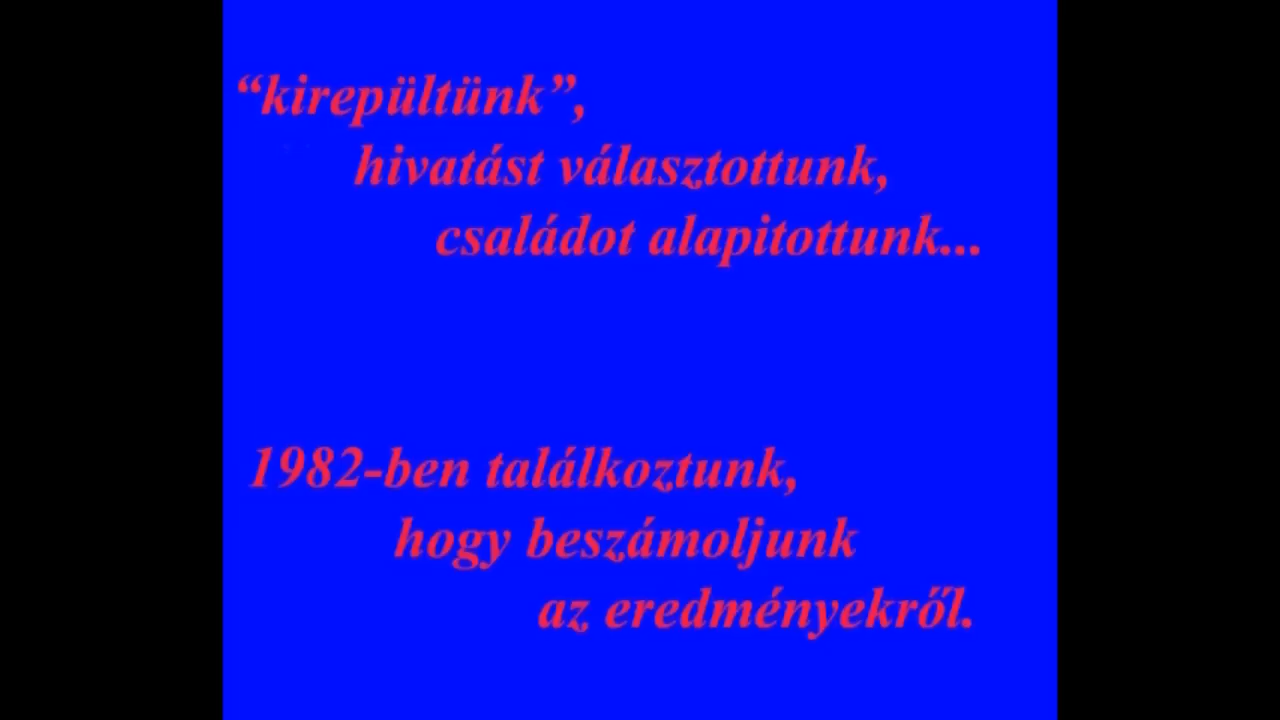 “kirepültünk”,
hivatást választottunk,
családot alapitottunk...
1982-ben találkoztunk,
hogy beszámoljunk
az eredményekről.